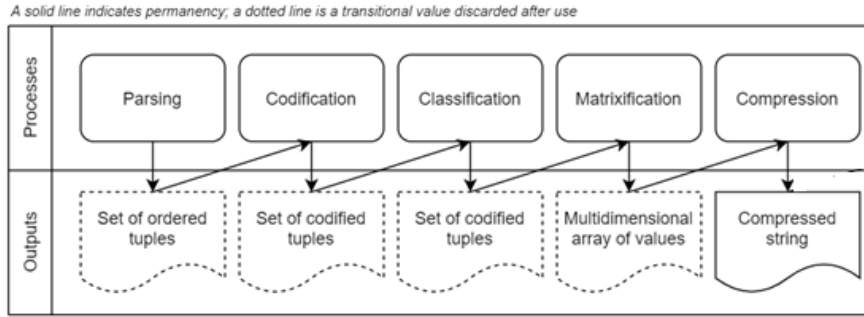 A solid line indicates permanency; a dotted line is a transitional value discarded after use
Processes
Parsing
Codification
Classification
Matrixification
Compression
Outputs
Set of ordered
tuples
Set of codified
tuples
Set of codified
tuples
Multidimensional
array of values
Compressed
string